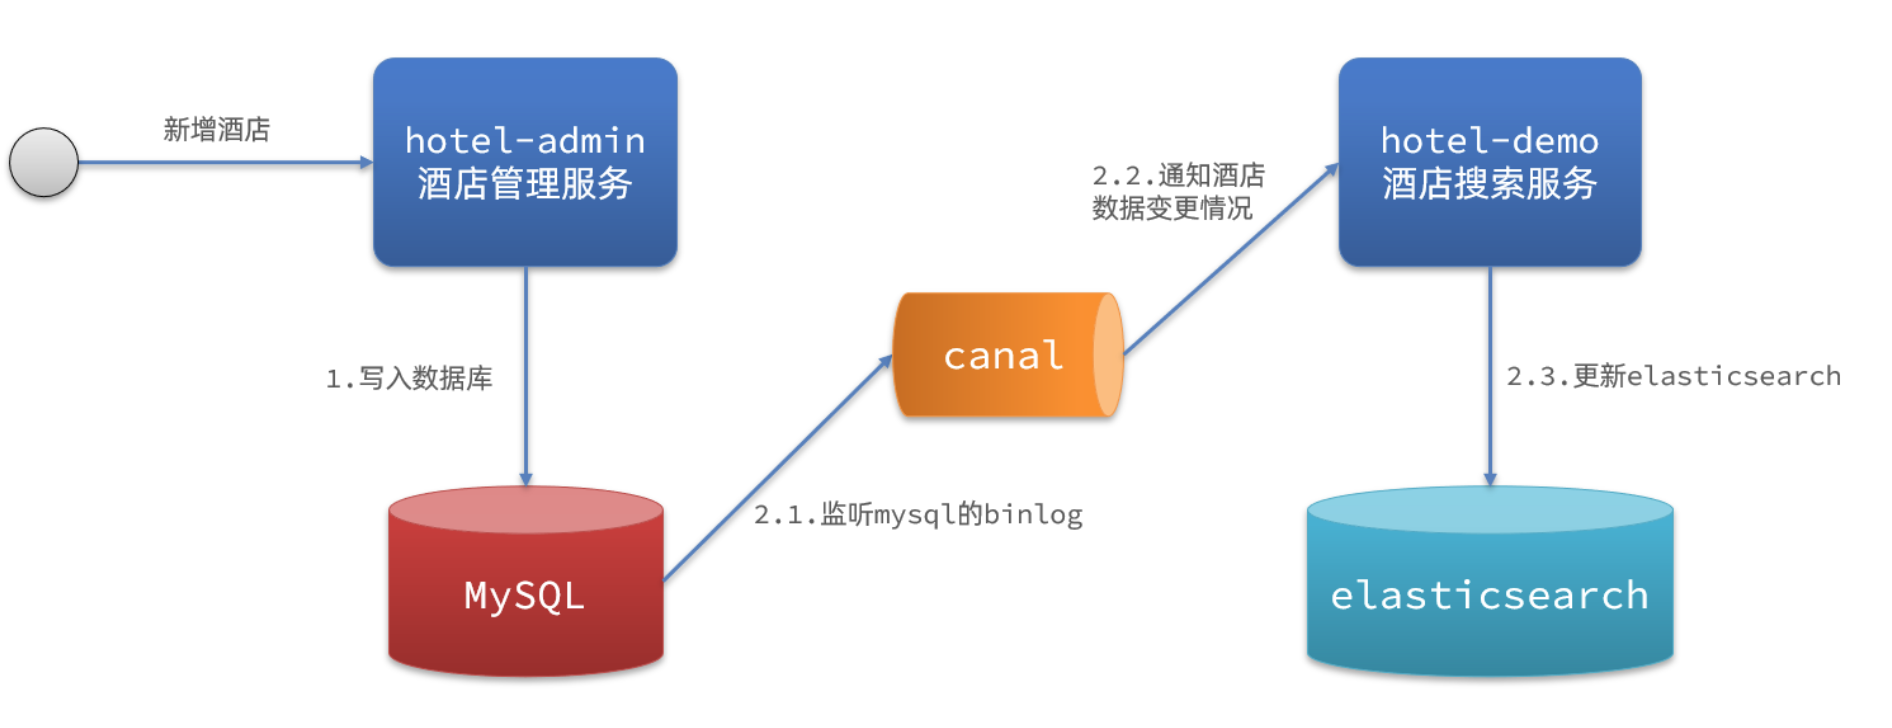 新增酒店
hotel-admin
酒店管理服务
hotel-demo
酒店搜索服务
2.2.通知酒店
数据变更情况
canal
1.写入数据库
2.3.更新elasticsearch
2.1.监听mysql的binlog
MySQL
elasticsearch